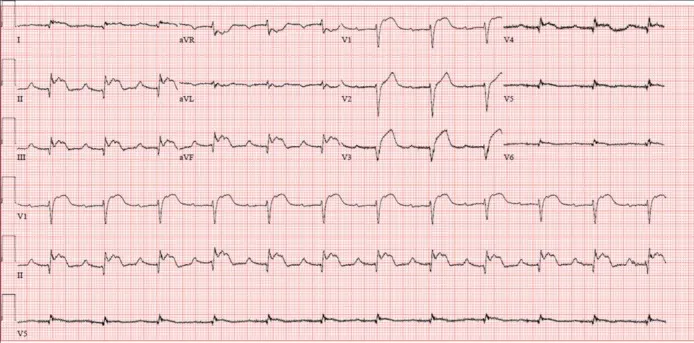 I aVR V1 V4
II aVL V2 V5
III aVF V3 V6
V1
II
V5